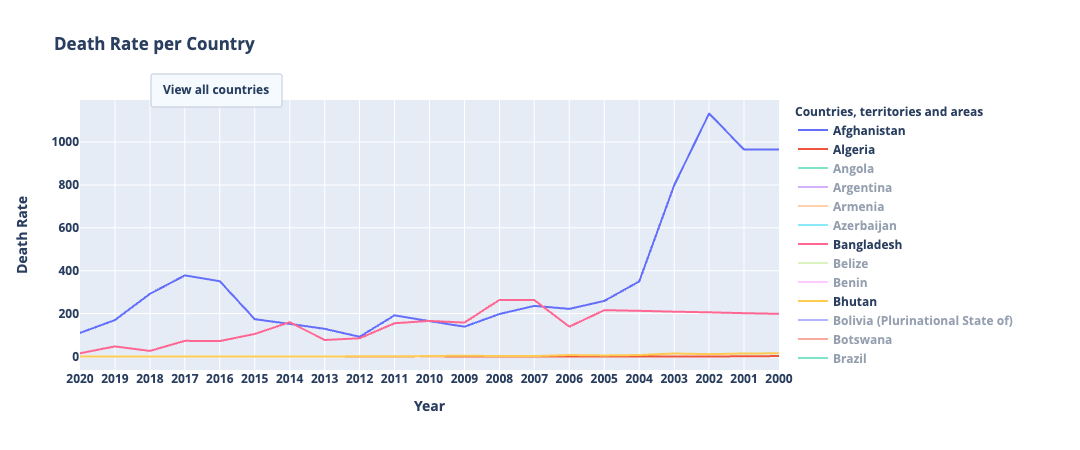 Death Rate per Country
View all countries
Death Rate
1000
800
600
400
200
0
2020 2019 2018 2017 2016 2015 2014 2013 2012 2011 2010 2009 2008 2007 2006 2005 2004 2003 2002 2001 2000
Year
Countries, territories and areas
Afghanistan
Algeria
Angola
Argentina
Armenia
Azerbaijan
Bangladesh
Belize
Benin
Bhutan
Bolivia (Plurinational State of)
Botswana
Brazil